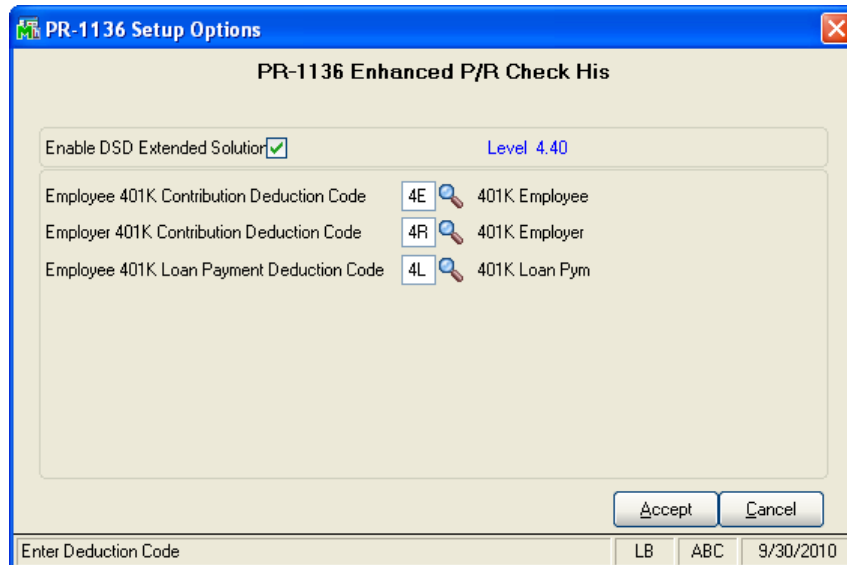 PR-1136 Setup Options
PR-1136 Enhanced P/R Check His
Enable DSD Extended Solution Level 4.40
Employee 401K Contribution Deduction Code 4E 401K Employee
Employer 401K Contribution Deduction Code 4R 401K Employer
Employee 401K Loan Payment Deduction Code 4L 401K Loan Pym
Accept Cancel
Enter Deduction Code LB ABC 9/30/2010